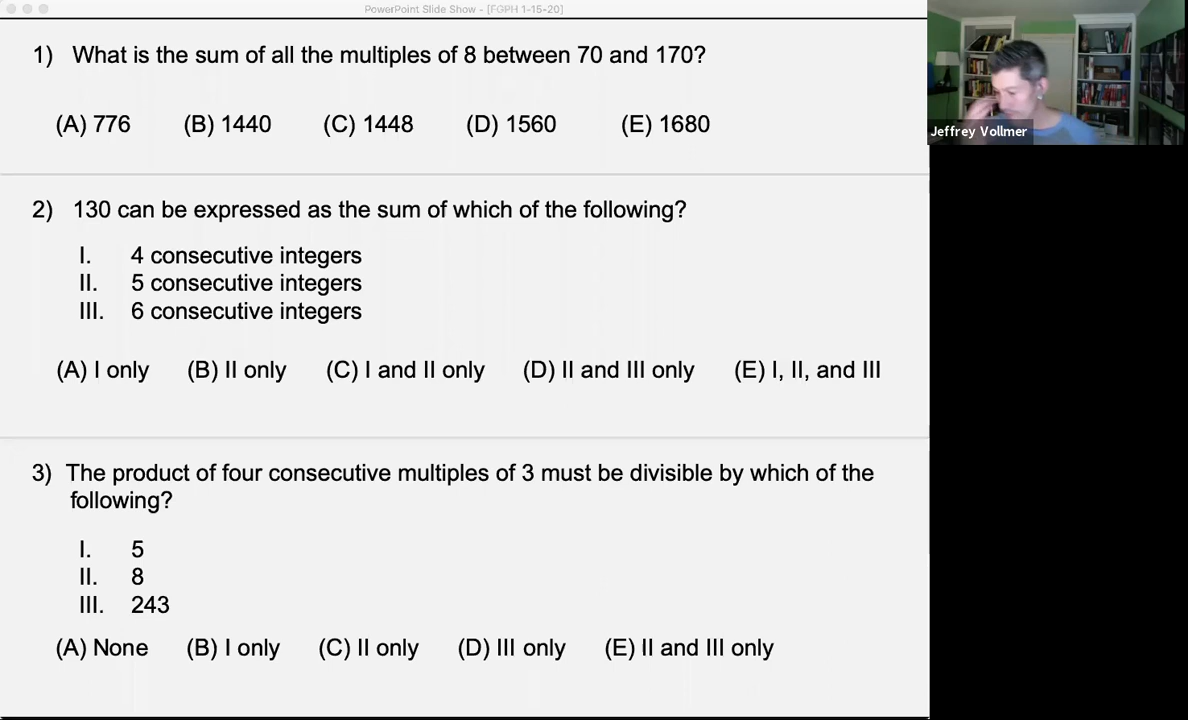 PowerPoint Slide Show - [FGPH 1-15-20]
1) What is the sum of all the multiples of 8 between 70 and 170?
(A) 776 (B) 1440 (C) 1448 (D) 1560 (E) 1680
Jeffrey Vollmer
2) 130 can be expressed as the sum of which of the following?
I. 4 consecutive integers
II. 5 consecutive integers
III. 6 consecutive integers
(A) I only (B) II only (C) I and II only (D) II and III only (E) I, II, and III
3) The product of four consecutive multiples of 3 must be divisible by which of the
following?
I. 5
II. 8
III. 243
(A) None (B) I only (C) II only (D) III only (E) II and III only